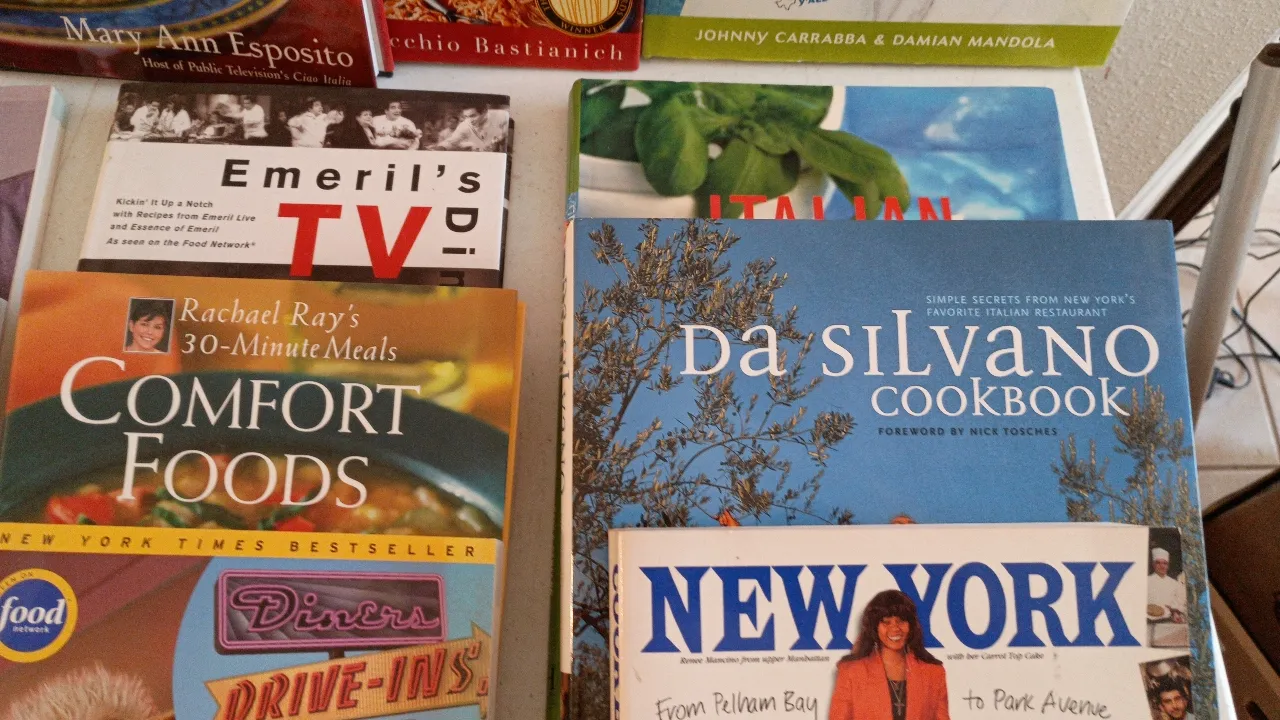 Mary Ann Esposito
Host of Public Television's Ciao Italia
cchio Bastianich
WINNER
JOHNNY CARRABBA & DAMIAN MANDOLA
Emeril's
TV
Din
Kickin' It Up a Notch
with Recipes from Emeril Live
and Essence of Emeril
As seen on the Food Network®
ITALIAN
Rachael Ray's
30-Minute Meals
COMFORT
FOODS
SIMPLE SECRETS FROM NEW YORK'S
FAVORITE ITALIAN RESTAURANT
Da SILVANO
COOKBOOK
FOREWORD BY NICK TOSCHES
NEW YORK TIMES BESTSELLER
food
network
Diners
DRIVE-INS
NEW YORK
Renee Mancino from upper Manhattan
with her Carrot Top Cake
From Pelham Bay
to Park Avenue